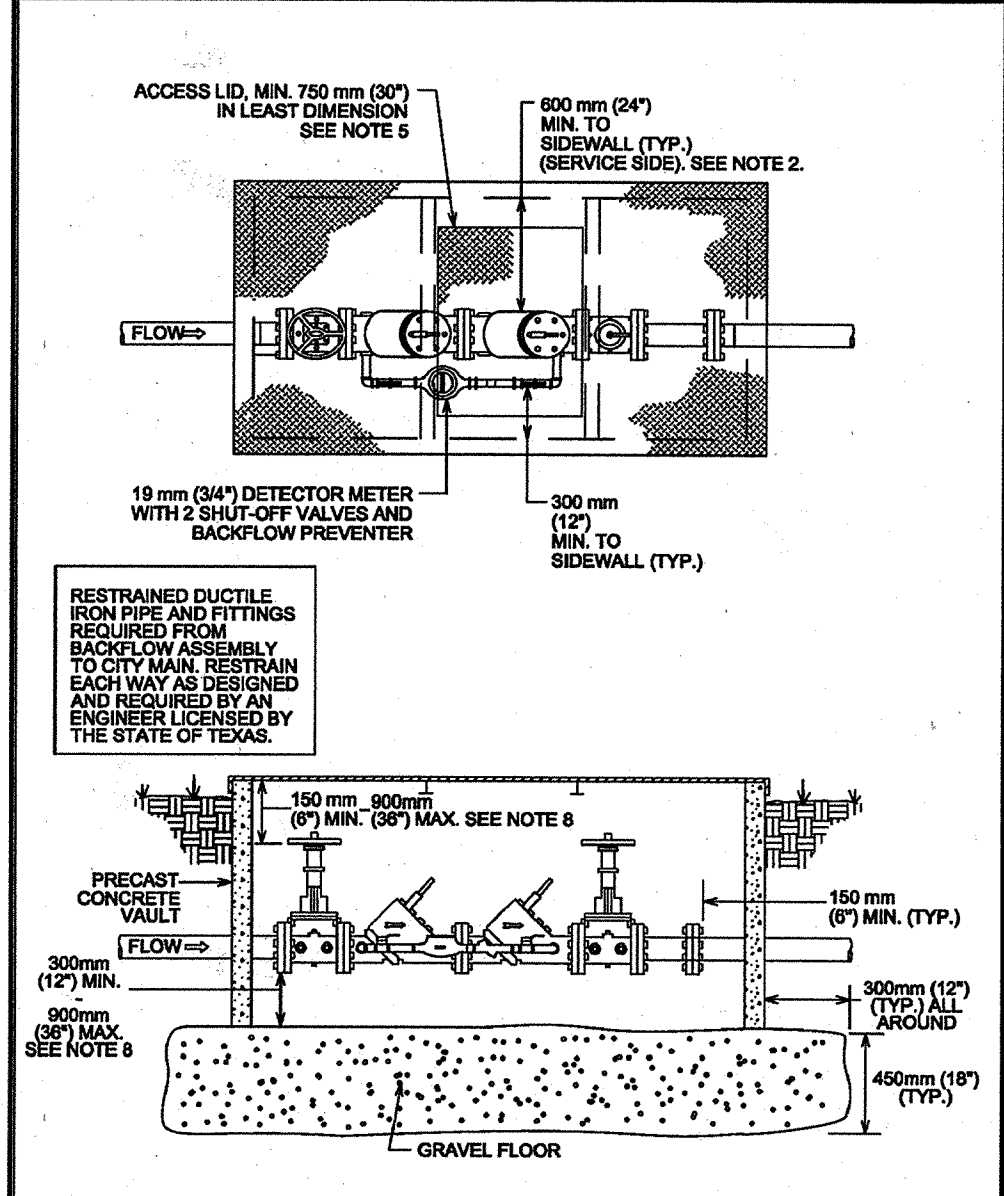 ACCESS LID, MIN. 750 mm (30")
IN LEAST DIMENSION
SEE NOTE 5
600 mm (24")
MIN. TO
SIDEWALL (TYP.)
(SERVICE SIDE). SEE NOTE 2.
FLOW
19 mm (3/4") DETECTOR METER
WITH 2 SHUT-OFF VALVES AND
BACKFLOW PREVENTER
300 mm
(12")
MIN. TO
SIDEWALL (TYP.)
RESTRAINED DUCTILE
IRON PIPE AND FITTINGS
REQUIRED FROM
BACKFLOW ASSEMBLY
TO CITY MAIN. RESTRAIN
EACH WAY AS DESIGNED
AND REQUIRED BY AN
ENGINEER LICENSED BY
THE STATE OF TEXAS.
150 mm - 900mm
(6") MIN. (36") MAX. SEE NOTE 8
PRECAST
CONCRETE
VAULT
150 mm
(6") MIN. (TYP.)
FLOW
300mm
(12") MIN.
-
900mm
(36") MAX.
SEE NOTE 8
300mm (12")
(TYP.) ALL
AROUND
450mm (18")
(TYP.)
GRAVEL FLOOR